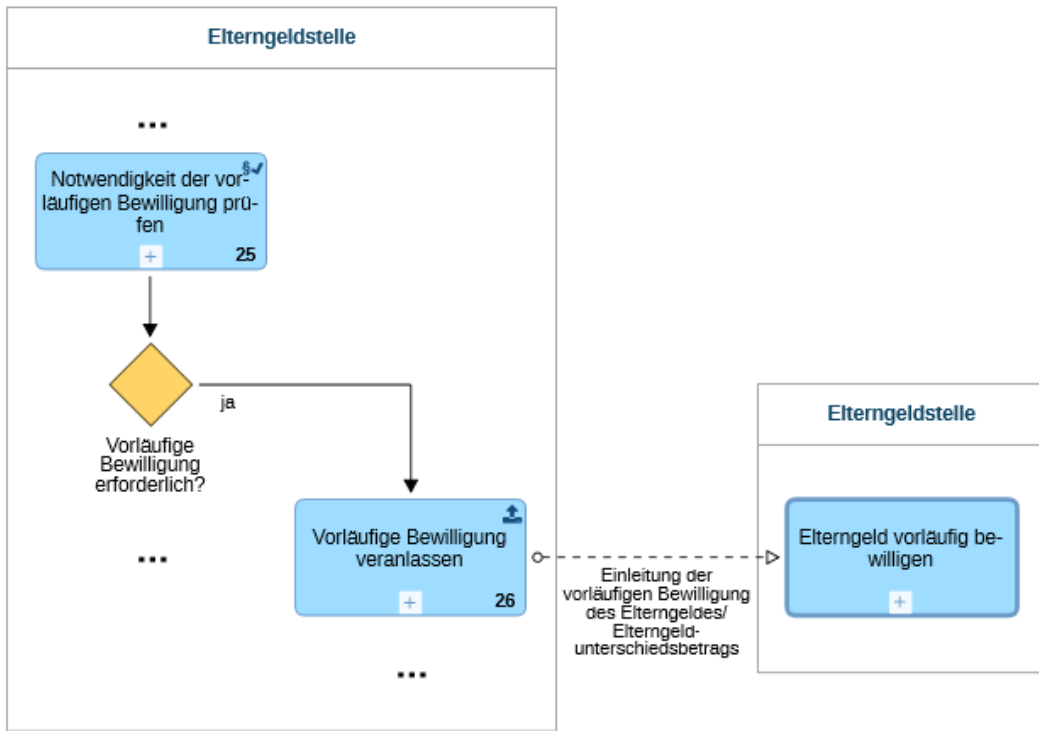 Elterngeldstelle
...
§
Notwendigkeit der vor-
läufigen Bewilligung prü-
fen
+
25
ja
Vorläufige
Bewilligung
erforderlich?
...
Vorläufige Bewilligung
veranlassen
+
26
...
Einleitung der
vorläufigen Bewilligung
des Elterngeldes/
Elterngeld-
unterschiedsbetrags
Elterngeldstelle
Elterngeld vorläufig be-
willigen
+